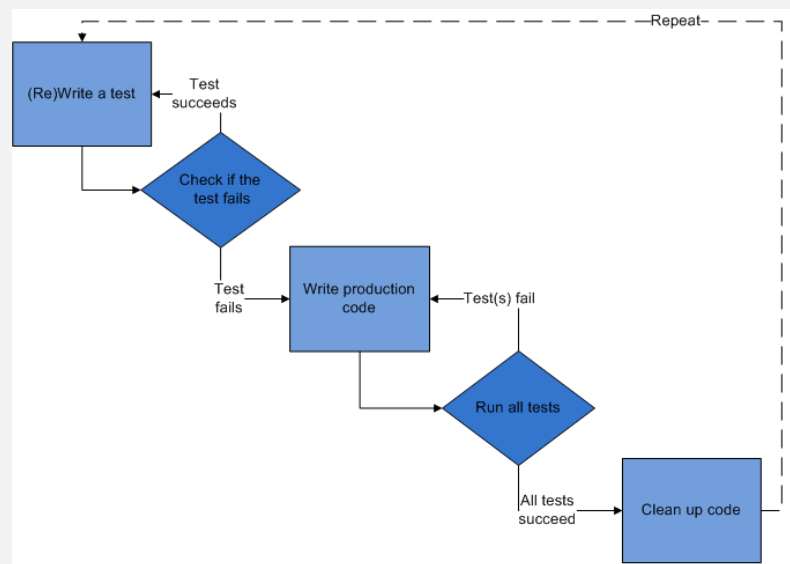 Repeat
(Re)Write a test
Test
succeeds
Check if the
test fails
Test
fails
Write production
code
Test(s) fail
Run all tests
All tests
succeed
Clean up code